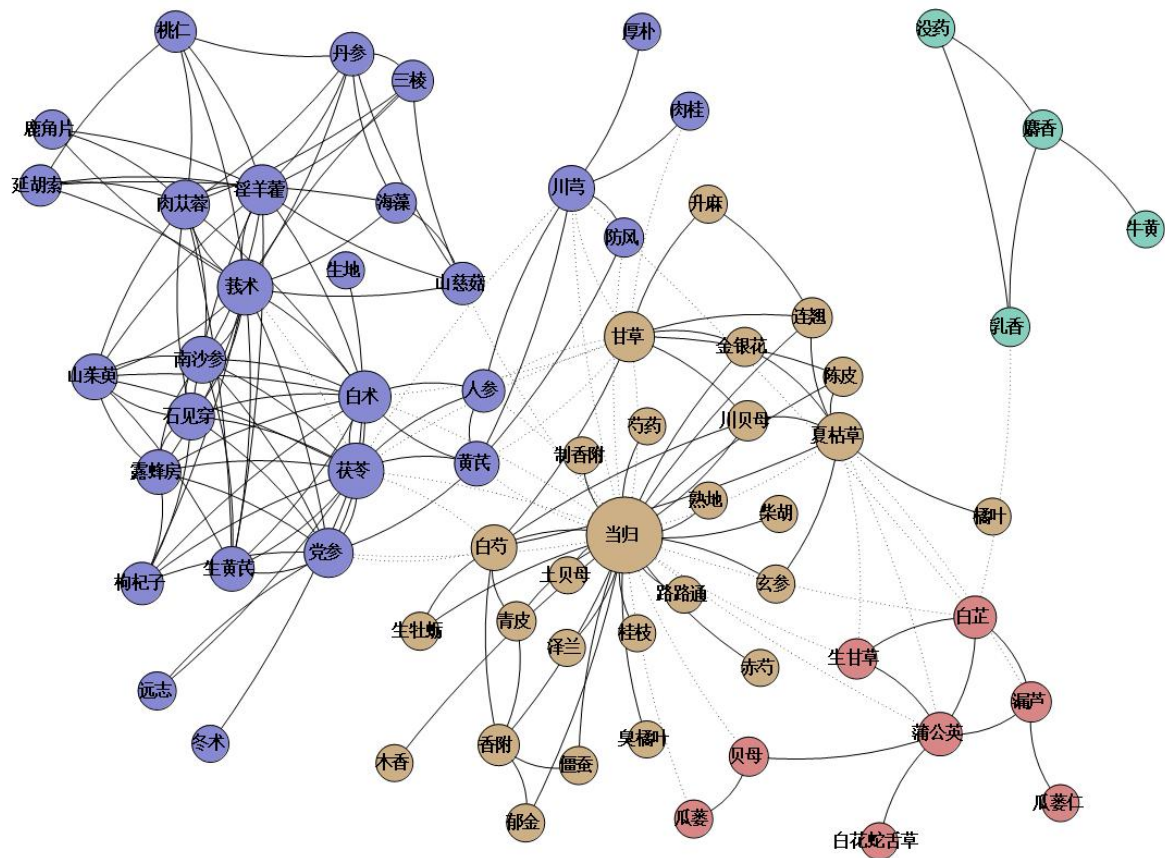 桃仁
丹参
三棱
厚朴
没药
肉桂
鹿角片
麝香
延胡索
肉苁蓉
淫羊藿
海藻
川芎
升麻
防风
牛黄
莪术
生地
山慈菇
甘草
连翘
金银花
乳香
山茱萸
南沙参
白术
人参
陈皮
石见穿
川贝母
芍药
夏枯草
露蜂房
茯苓
黄芪
制香附
熟地
柴胡
橘叶
当归
白芍
党参
枸杞子
生黄芪
土贝母
路路通
玄参
生牡蛎
青皮
泽兰
桂枝
白芷
生甘草
赤芍
远志
漏芦
冬术
木香
香附
僵蚕
臭橘叶
贝母
蒲公英
郁金
瓜蒌
白花蛇舌草
瓜蒌仁